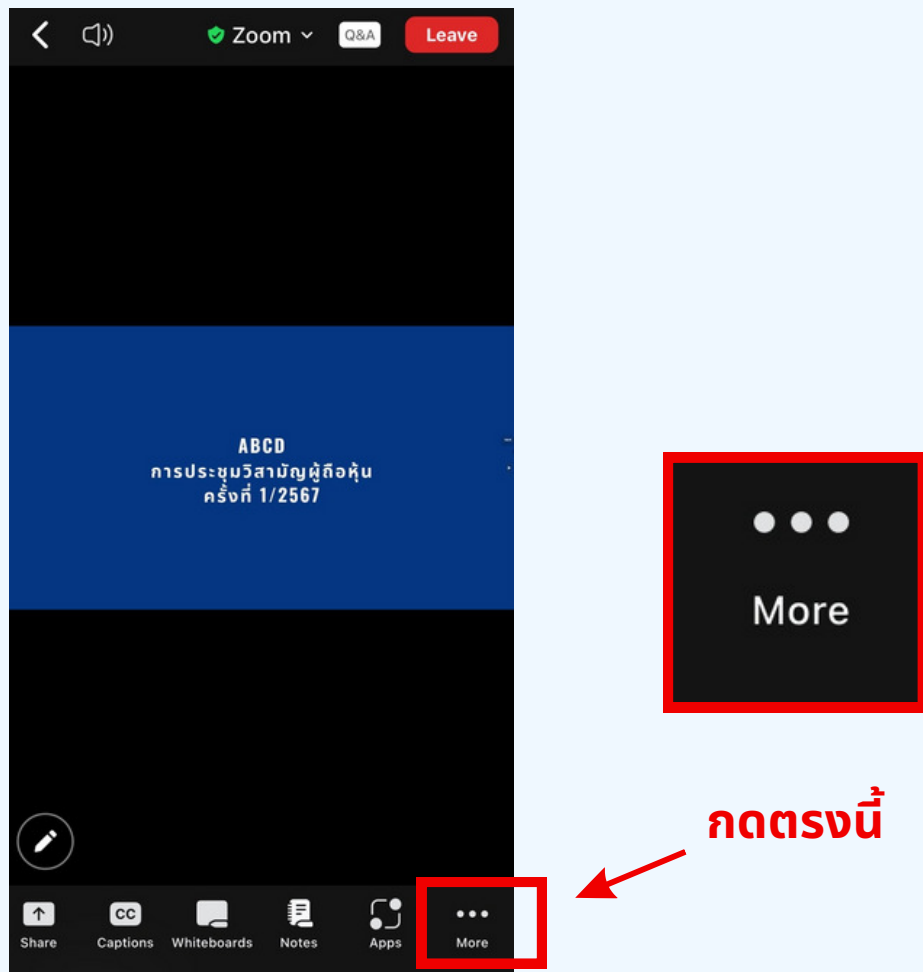 Zoom
Q&A
Leave
ABCD
การประชุมวิสามัญผู้ถือหุ้น
ครั้งที่ 1/2567
More
กดตรงนี้
CC
Share
Captions
Whiteboards
Notes
Apps
More